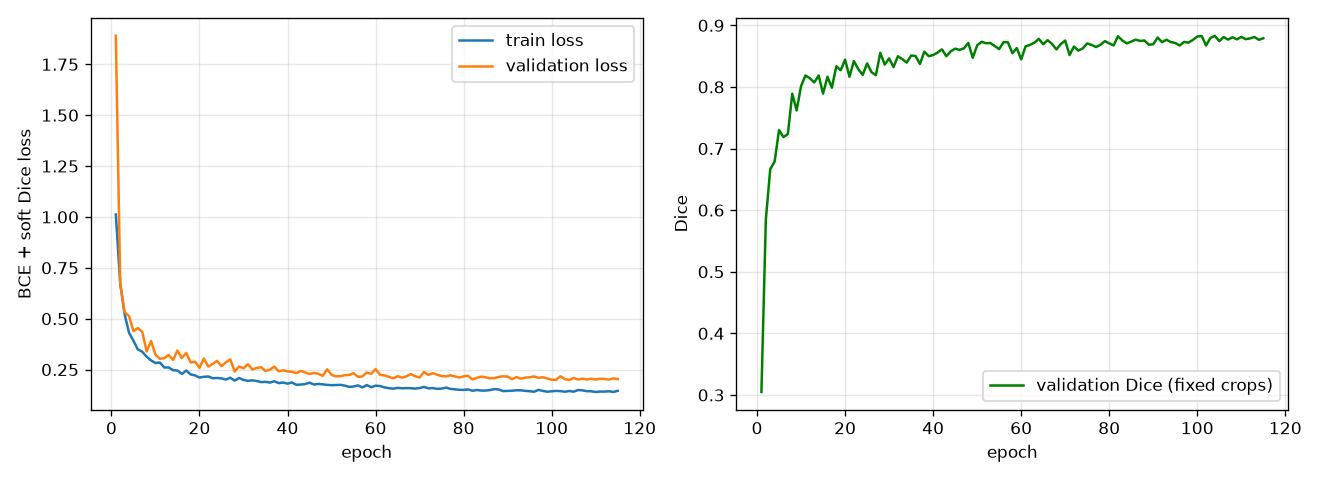 train loss
validation loss
BCE + soft Dice loss
1.75
1.50
1.25
1.00
0.75
0.50
0.25
0 20 40 60 80 100 120
epoch
Dice
0.9
0.8
0.7
0.6
0.5
0.4
0.3
validation Dice (fixed crops)
0 20 40 60 80 100 120
epoch